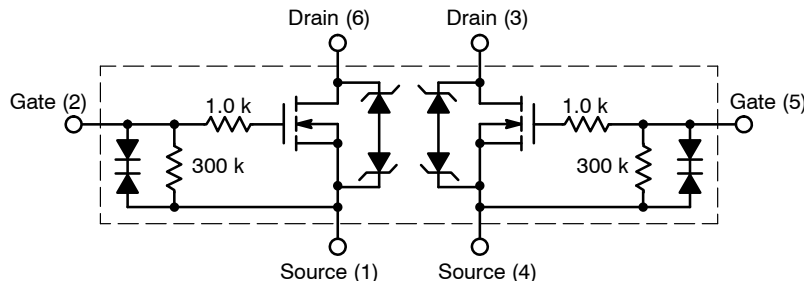 Drain (6)
Drain (3)
Gate (2)
1.0 k
1.0 k
Gate (5)
300 k
300 k
Source (1)
Source (4)